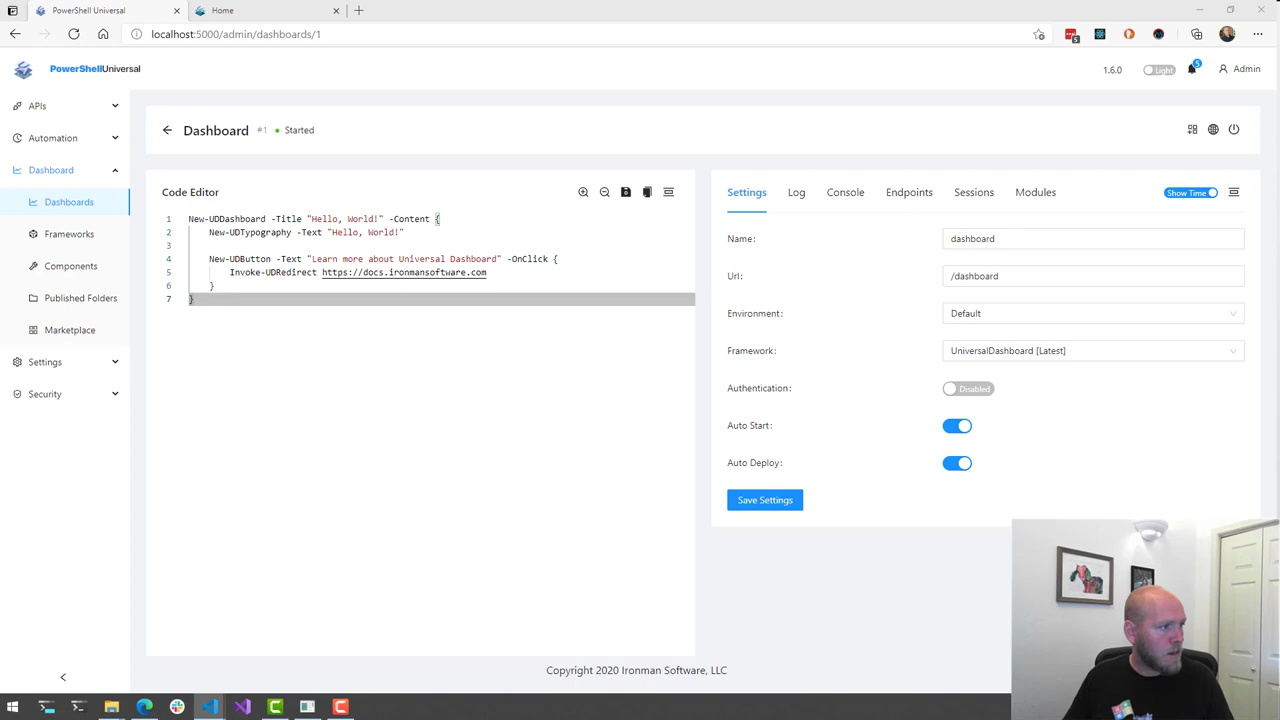 PowerShell Universal
Home
localhost:5000/admin/dashboards/1
5
PowerShellUniversal
1.6.0
Light
5
Admin
APIs
Automation
Dashboard
Dashboards
Frameworks
Components
Published Folders
Marketplace
Settings
Security
Dashboard #1 Started
Code Editor
1 New-UDDashboard -Title "Hello, World!" -Content {
2 New-UDTypography -Text "Hello, World!"
3
4 New-UDButton -Text "Learn more about Universal Dashboard" -OnClick {
5 Invoke-UDRedirect https://docs.ironmansoftware.com
6 }
7 }
Settings Log Console Endpoints Sessions Modules Show Time
Name: dashboard
Url: /dashboard
Environment: Default
Framework: UniversalDashboard [Latest]
Authentication: Disabled
Auto Start:
Auto Deploy:
Save Settings
Copyright 2020 Ironman Software, LLC